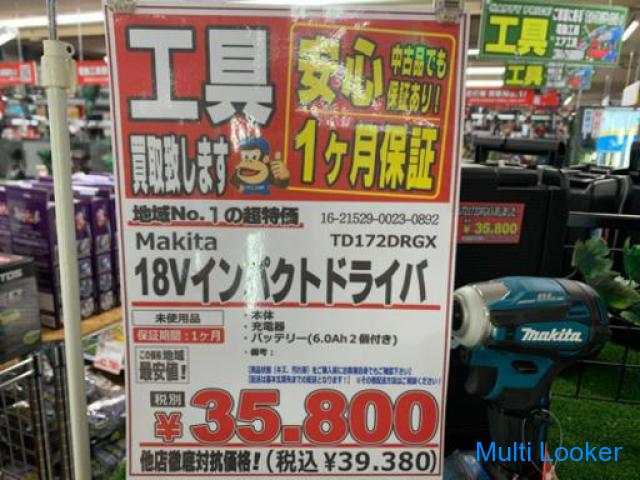 工具
買取致します
安心
中古品でも
保証あり!
1ヶ月保証
地域No.1の超特価
16-21529-0023-0892
Makita
TD172DRGX
18Vインパクトドライバ
未使用品
保証期間:1ヶ月
この価格 地域
最安値!
・本体
・充電器
・バッテリー(6.0Ah2個付き)
・備考:
税別
¥35.800
他店徹底対抗価格!(税込¥39.380)
工具
工具
¥35.800
makita
Multi Looker